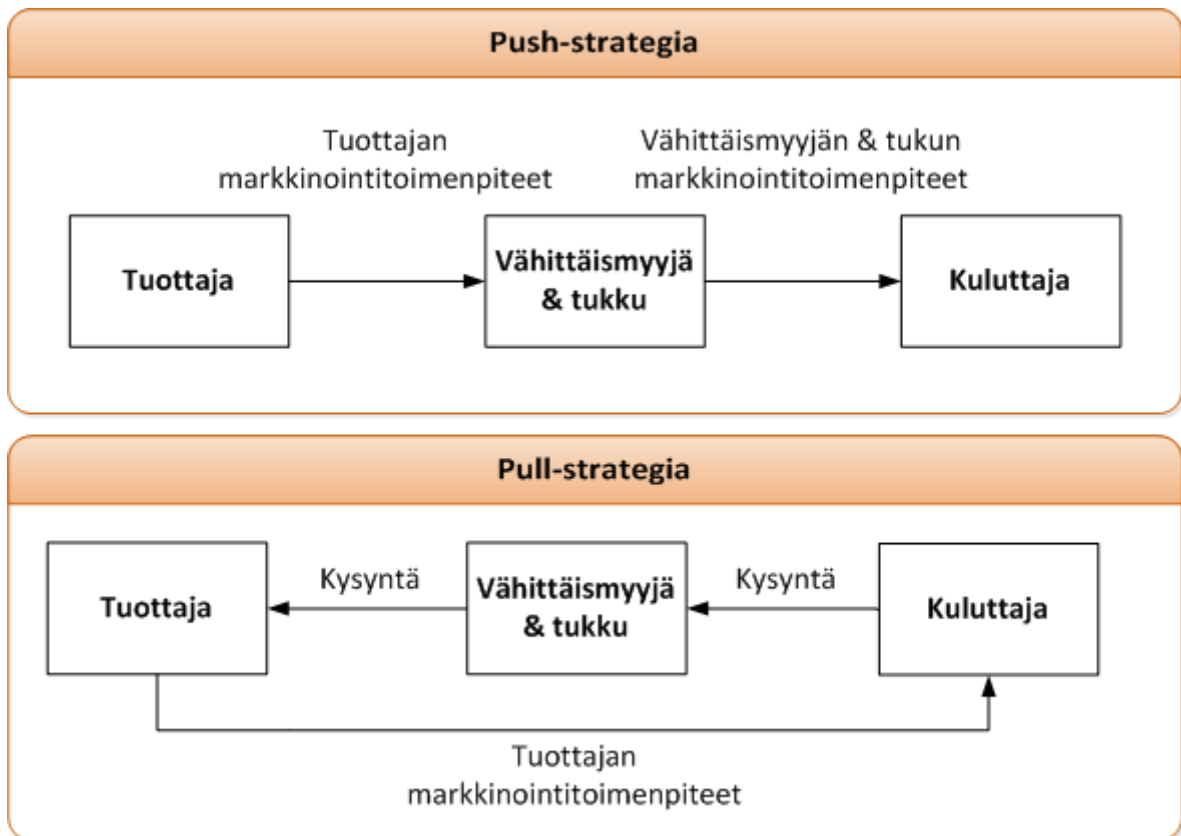 Push-strategia
Tuottajan
markkinointitoimenpiteet
Vähittäismyyjän & tukun
markkinointitoimenpiteet
Tuottaja
Vähittäismyyjä
& tukku
Kuluttaja
Pull-strategia
Tuottaja
Kysyntä
Vähittäismyyjä
& tukku
Kysyntä
Kuluttaja
Tuottajan
markkinointitoimenpiteet